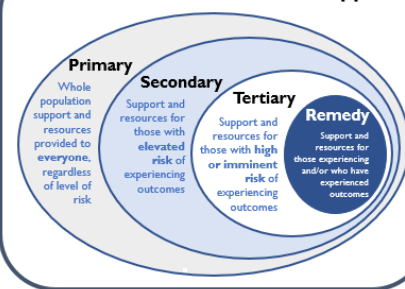 Primary
Whole
population
support and
resources
provided to
everyone,
regardless
of level of
risk
Secondary
Support and
resources for
those with
elevated
risk of
experiencing
outcomes
Tertiary
Support and
resources for
those with high
or imminent
risk of
experiencing
outcomes
Remedy
Support and
resources for
those experiencing
and/or who have
experienced
outcomes